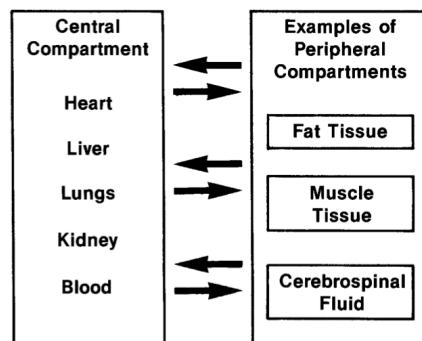 Central
Compartment
Heart
Liver
Lungs
Kidney
Blood
Examples of
Peripheral
Compartments
Fat Tissue
Muscle
Tissue
Cerebrospinal
Fluid